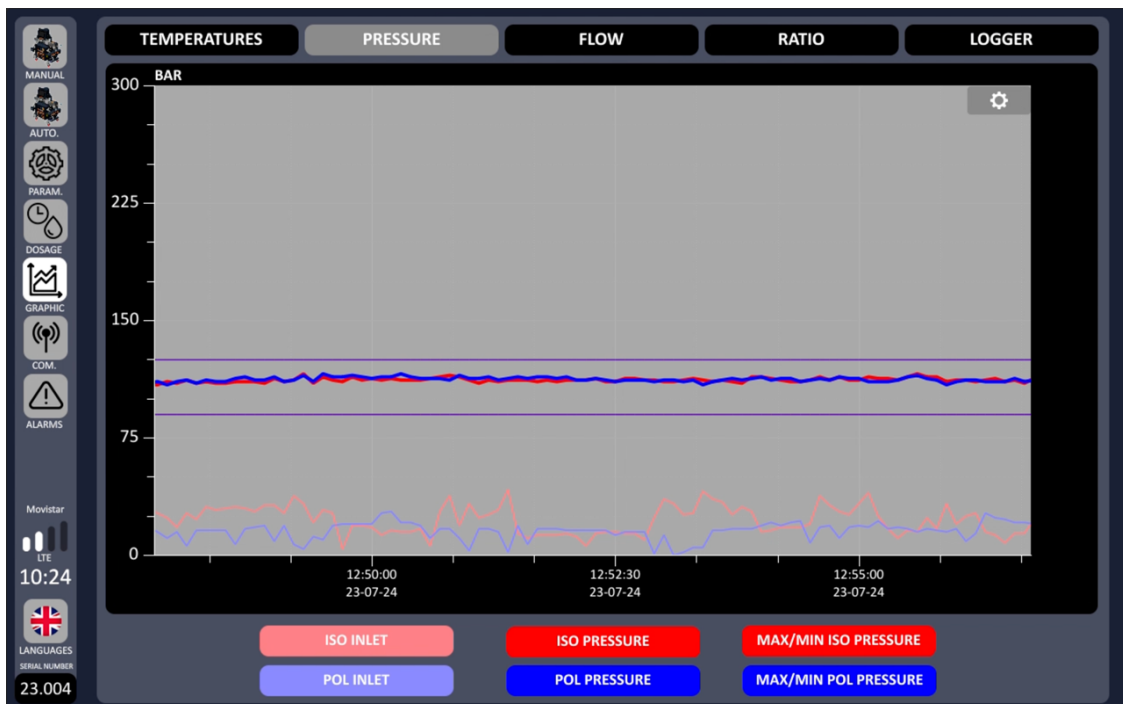 TEMPERATURES PRESSURE FLOW RATIO LOGGER
MANUAL
AUTO.
PARAM.
DOSAGE
GRAPHIC
COM.
ALARMS
Movistar
LTE
10:24
LANGUAGES
SERIAL NUMBER
23.004
BAR
300
225
150
75
0
12:50:00 12:52:30 12:55:00
23-07-24 23-07-24 23-07-24
ISO INLET ISO PRESSURE MAX/MIN ISO PRESSURE
POL INLET POL PRESSURE MAX/MIN POL PRESSURE